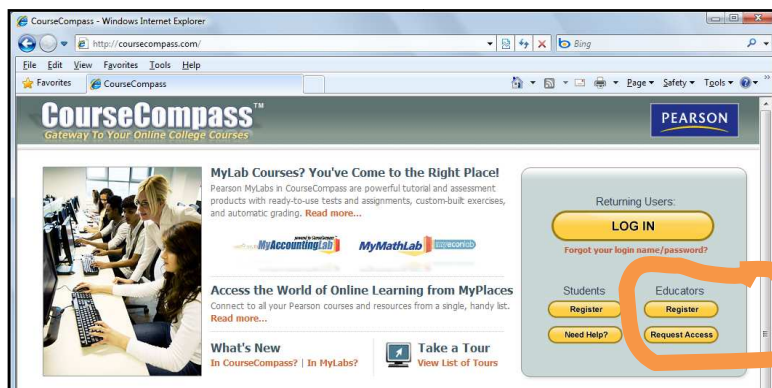 CourseCompass - Windows Internet Explorer
http://coursecompass.com/
Bing
File Edit View Favorites Tools Help
Favorites CourseCompass
Page Safety Tools
CourseCompass™
Gateway To Your Online College Courses
PEARSON
MyLab Courses? You've Come to the Right Place!
Pearson MyLabs in CourseCompass are powerful tutorial and assessment
products with ready-to-use tests and assignments, custom-built exercises,
and automatic grading. Read more...
MyAccountingLab MyMathLab myeconlab
Access the World of Online Learning from MyPlaces
Connect to all your Pearson courses and resources from a single, handy list.
Read more...
What's New
In CourseCompass? | In MyLabs?
Take a Tour
View List of Tours
Returning Users:
LOG IN
Forgot your login name/password?
Students
Register
Need Help?
Educators
Register
Request Access